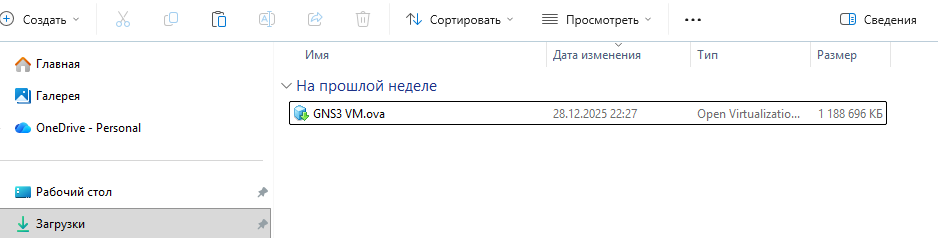 Создать Сортировать Просмотреть ... Сведения
Имя Дата изменения Тип Размер
Главная
На прошлой неделе
Галерея
GNS3 VM.ova 28.12.2025 22:27 Open Virtualizatio... 1 188 696 КБ
OneDrive - Personal
Рабочий стол
Загрузки